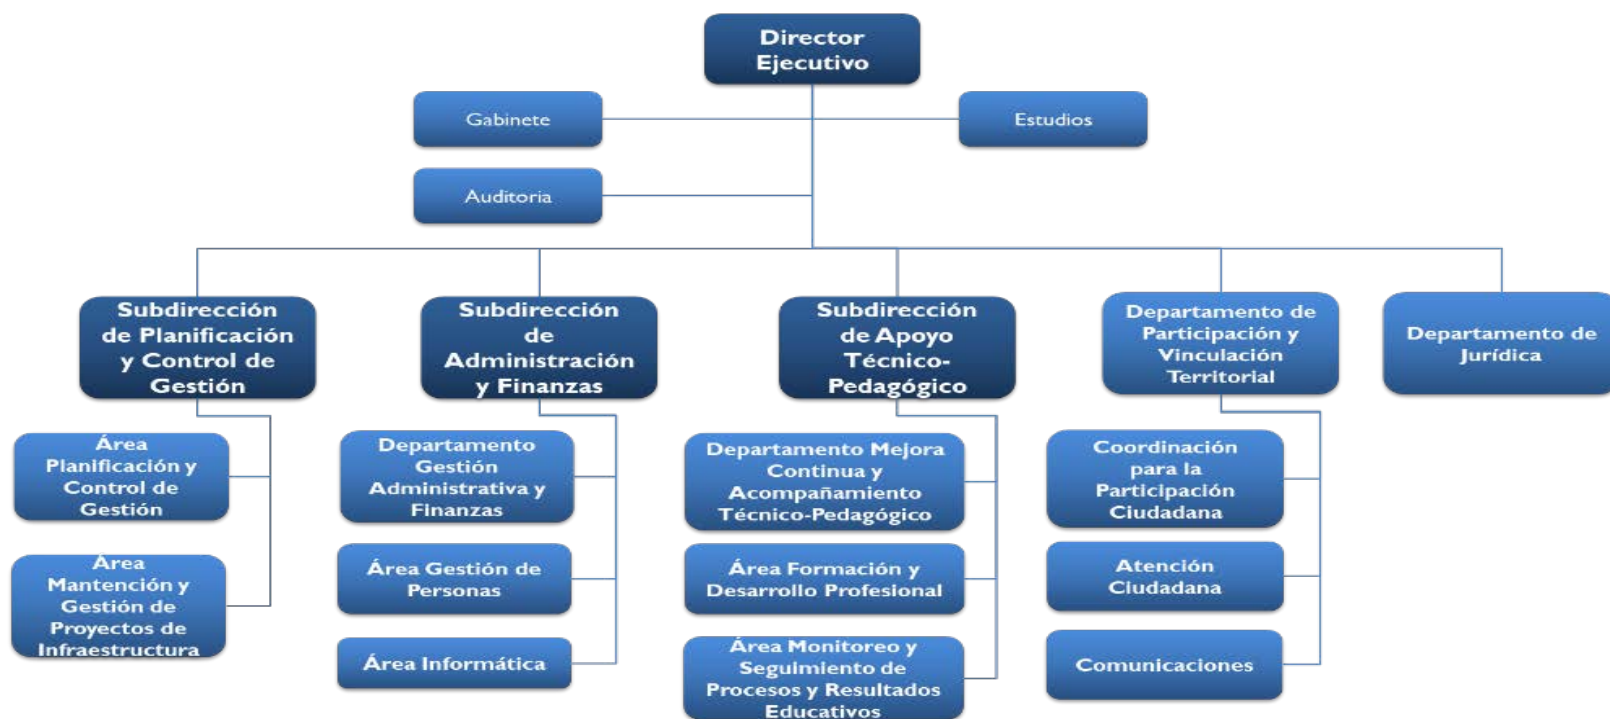 Director
Ejecutivo
Gabinete
Estudios
Auditoria
Subdirección
de Planificación
y Control de
Gestión
Subdirección
de
Administración
y Finanzas
Subdirección
de Apoyo
Técnico-
Pedagógico
Departamento de
Participación y
Vinculación
Territorial
Departamento de
Jurídica
Área
Planificación y
Control de
Gestión
Área
Mantención y
Gestión de
Proyectos de
Infraestructura
Departamento
Gestión
Administrativa y
Finanzas
Área Gestión de
Personas
Área Informática
Departamento Mejora
Continua y
Acompañamiento
Técnico-Pedagógico
Área Formación y
Desarrollo Profesional
Área Monitoreo y
Seguimiento de
Procesos y Resultados
Educativos
Coordinación
para la
Participación
Ciudadana
Atención
Ciudadana
Comunicaciones